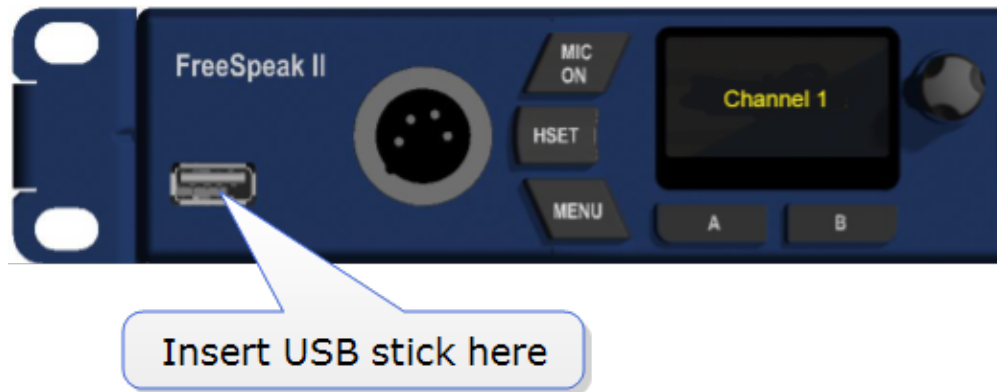 FreeSpeak II
MIC
ON
HSET
MENU
Channel 1
A
B
Insert USB stick here